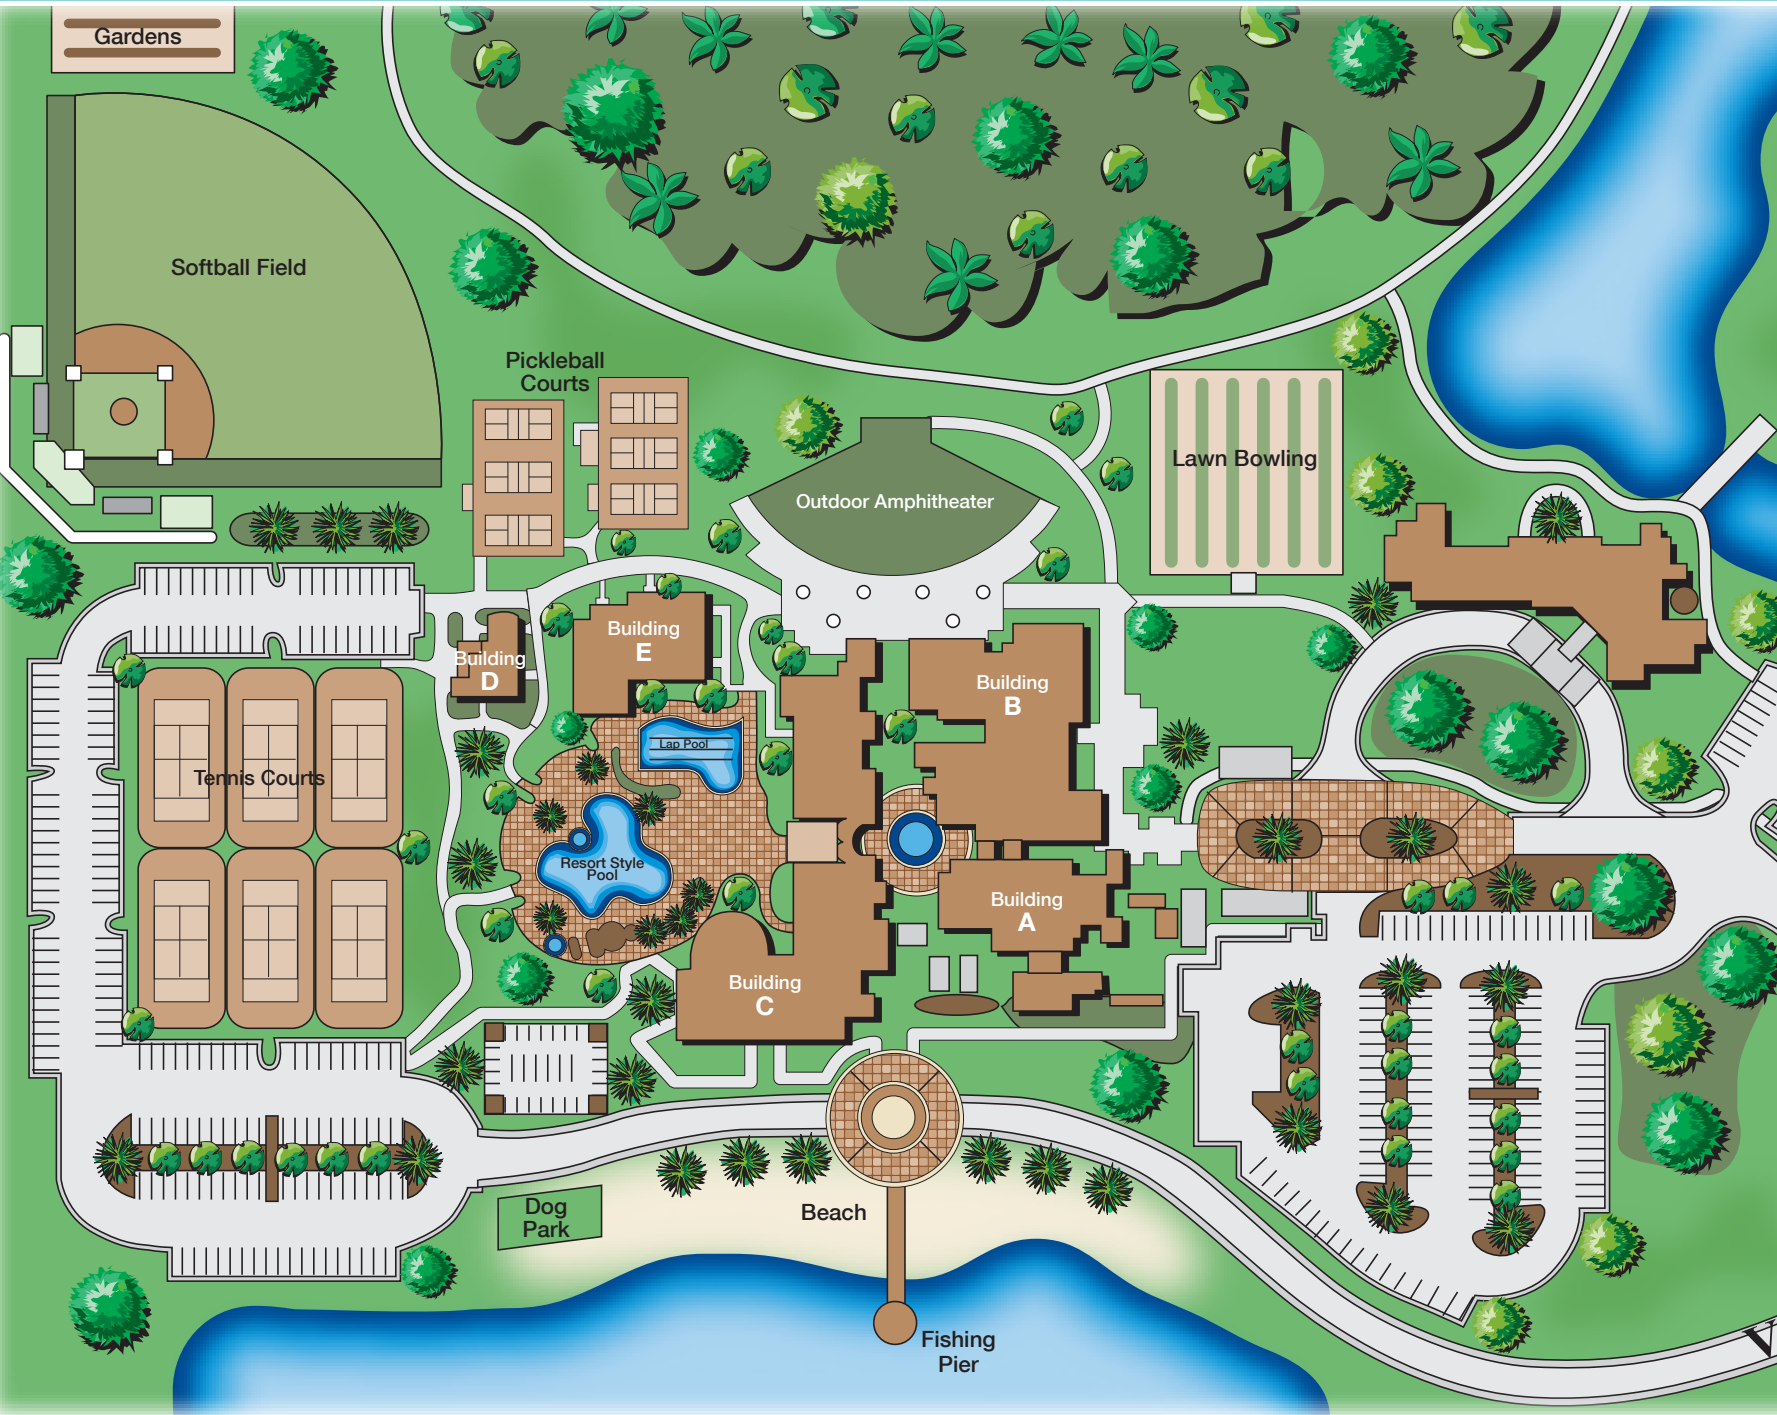 Gardens
Softball Field
Pickleball
Courts
Lawn Bowling
Outdoor Amphitheater
Building
E
Building
D
Building
B
Lap Pool
Tennis Courts
Resort Style
Pool
Building
A
Building
C
Dog
Park
Beach
Fishing
Pier